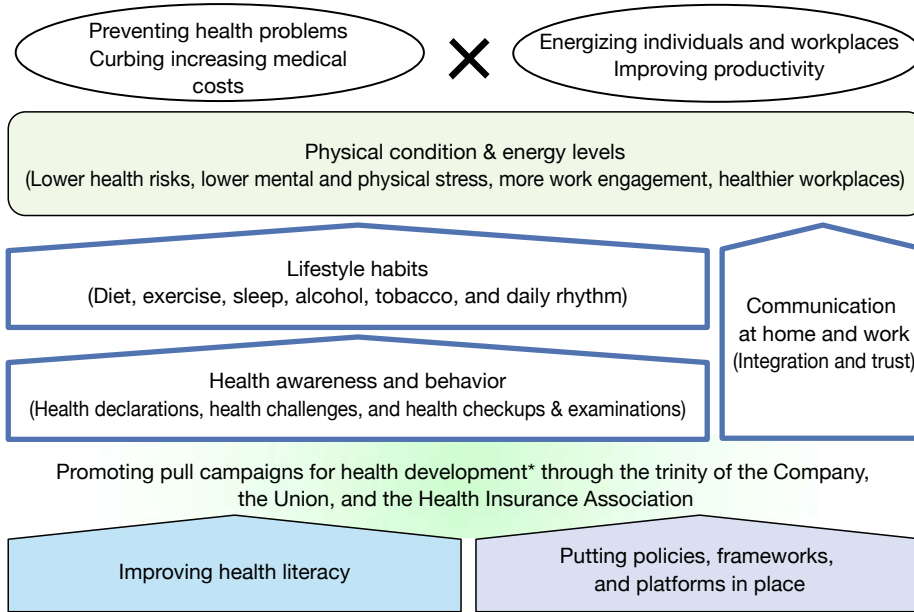 Preventing health problems
Curbing increasing medical
costs
Energizing individuals and workplaces
Improving productivity
Physical condition & energy levels
(Lower health risks, lower mental and physical stress, more work engagement, healthier workplaces)
Lifestyle habits
(Diet, exercise, sleep, alcohol, tobacco, and daily rhythm)
Communication
at home and work
(Integration and trust)
Health awareness and behavior
(Health declarations, health challenges, and health checkups & examinations)
Promoting pull campaigns for health development* through the trinity of the Company,
the Union, and the Health Insurance Association
Improving health literacy
Putting policies, frameworks,
and platforms in place